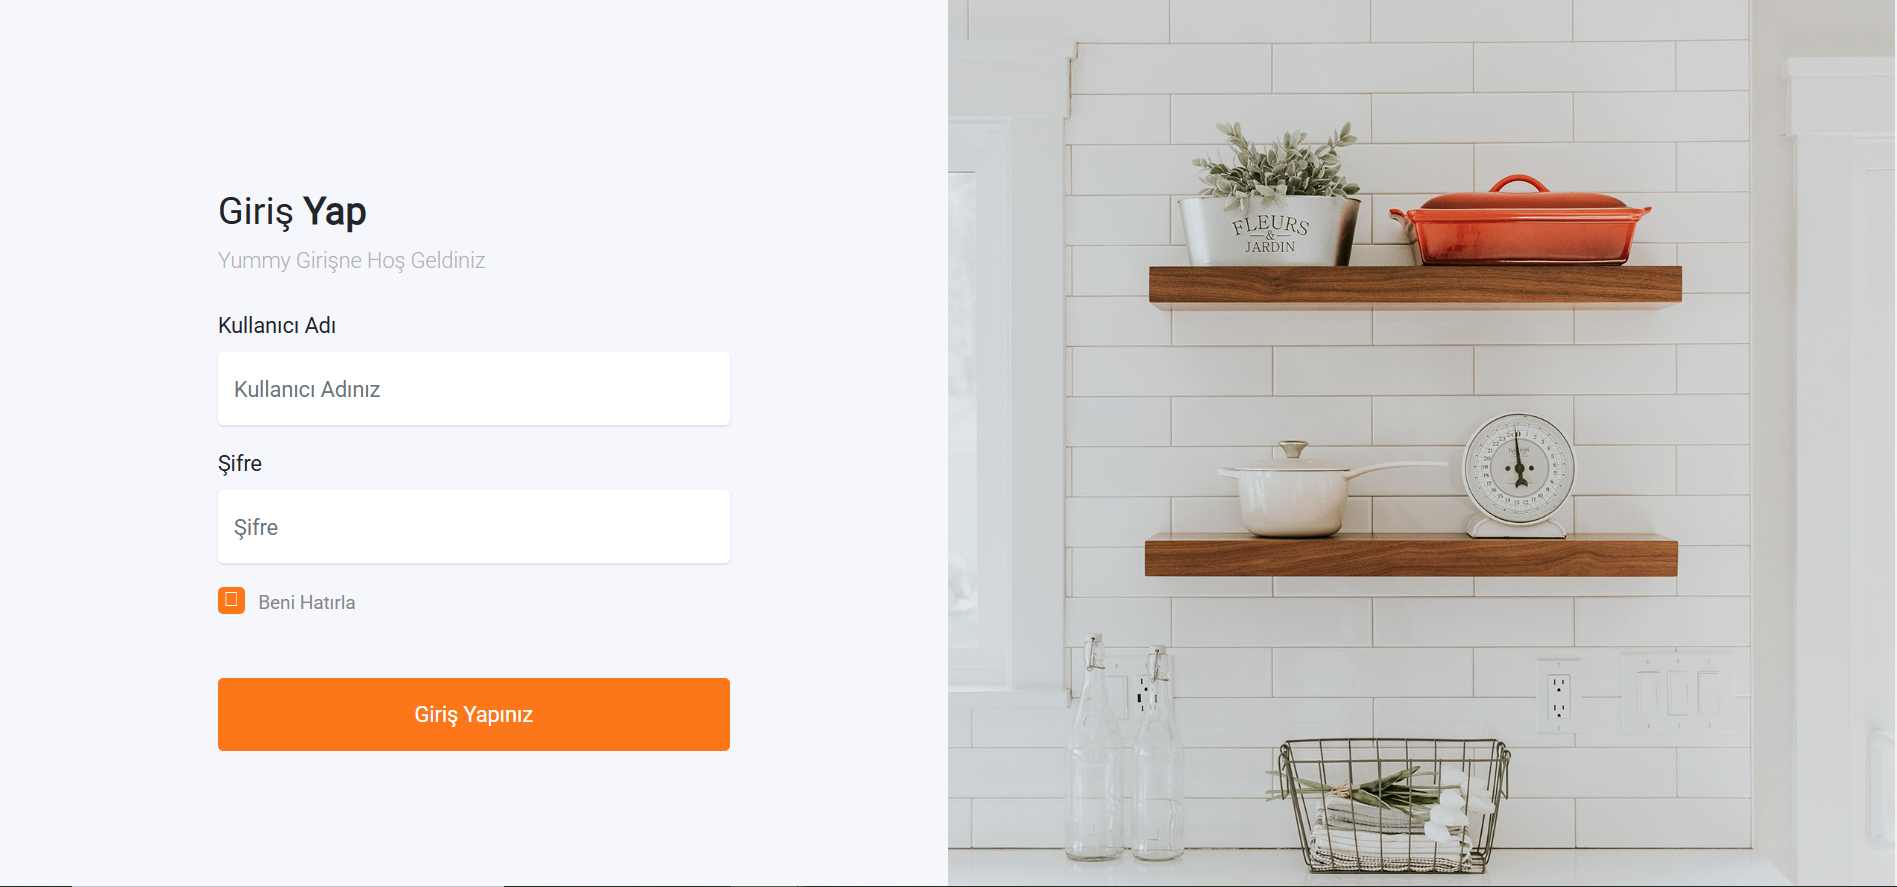 Giriş Yap
Yummy Girişne Hoş Geldiniz
Kullanıcı Adı
Kullanıcı Adınız
Şifre
Şifre
Beni Hatırla
Giriş Yapınız
FLEURS
&
JARDIN